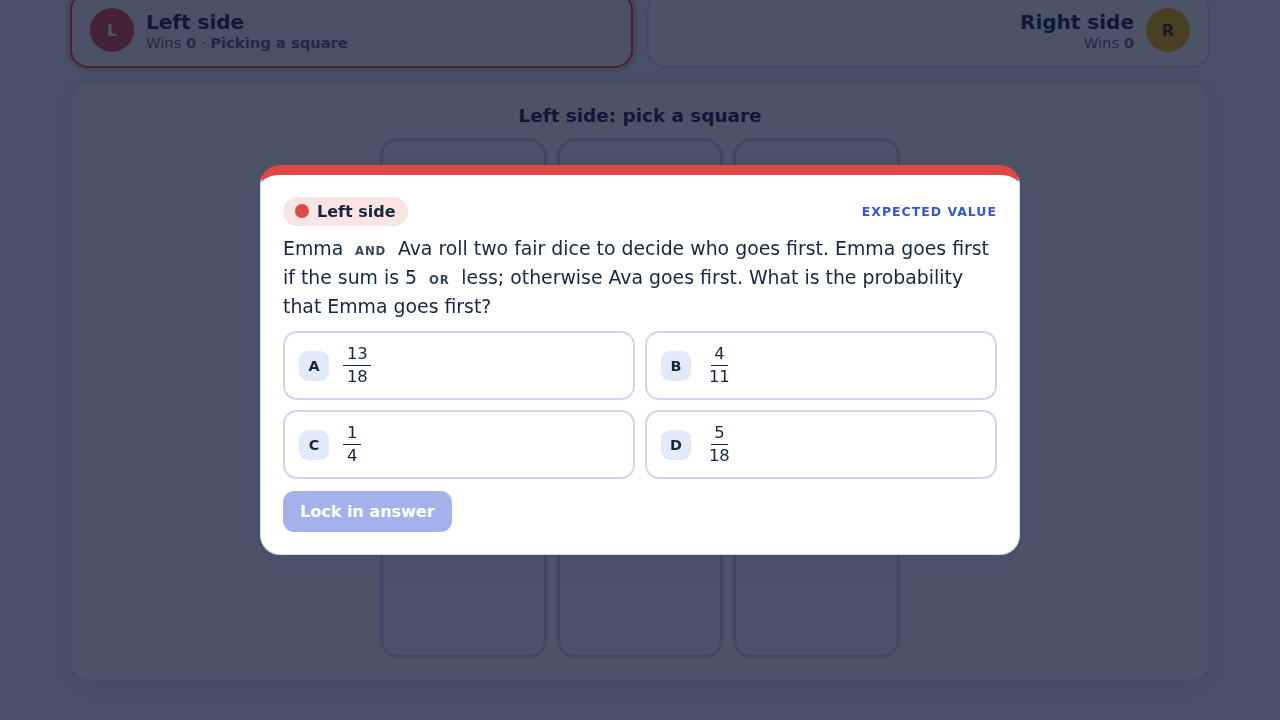 L
Left side
Wins 0 · Picking a square
Right side
Wins 0
R
Left side: pick a square
Left side
EXPECTED VALUE
Emma AND Ava roll two fair dice to decide who goes first. Emma goes first
if the sum is 5 OR less; otherwise Ava goes first. What is the probability
that Emma goes first?
A 13/18
B 4/11
C 1/4
D 5/18
Lock in answer